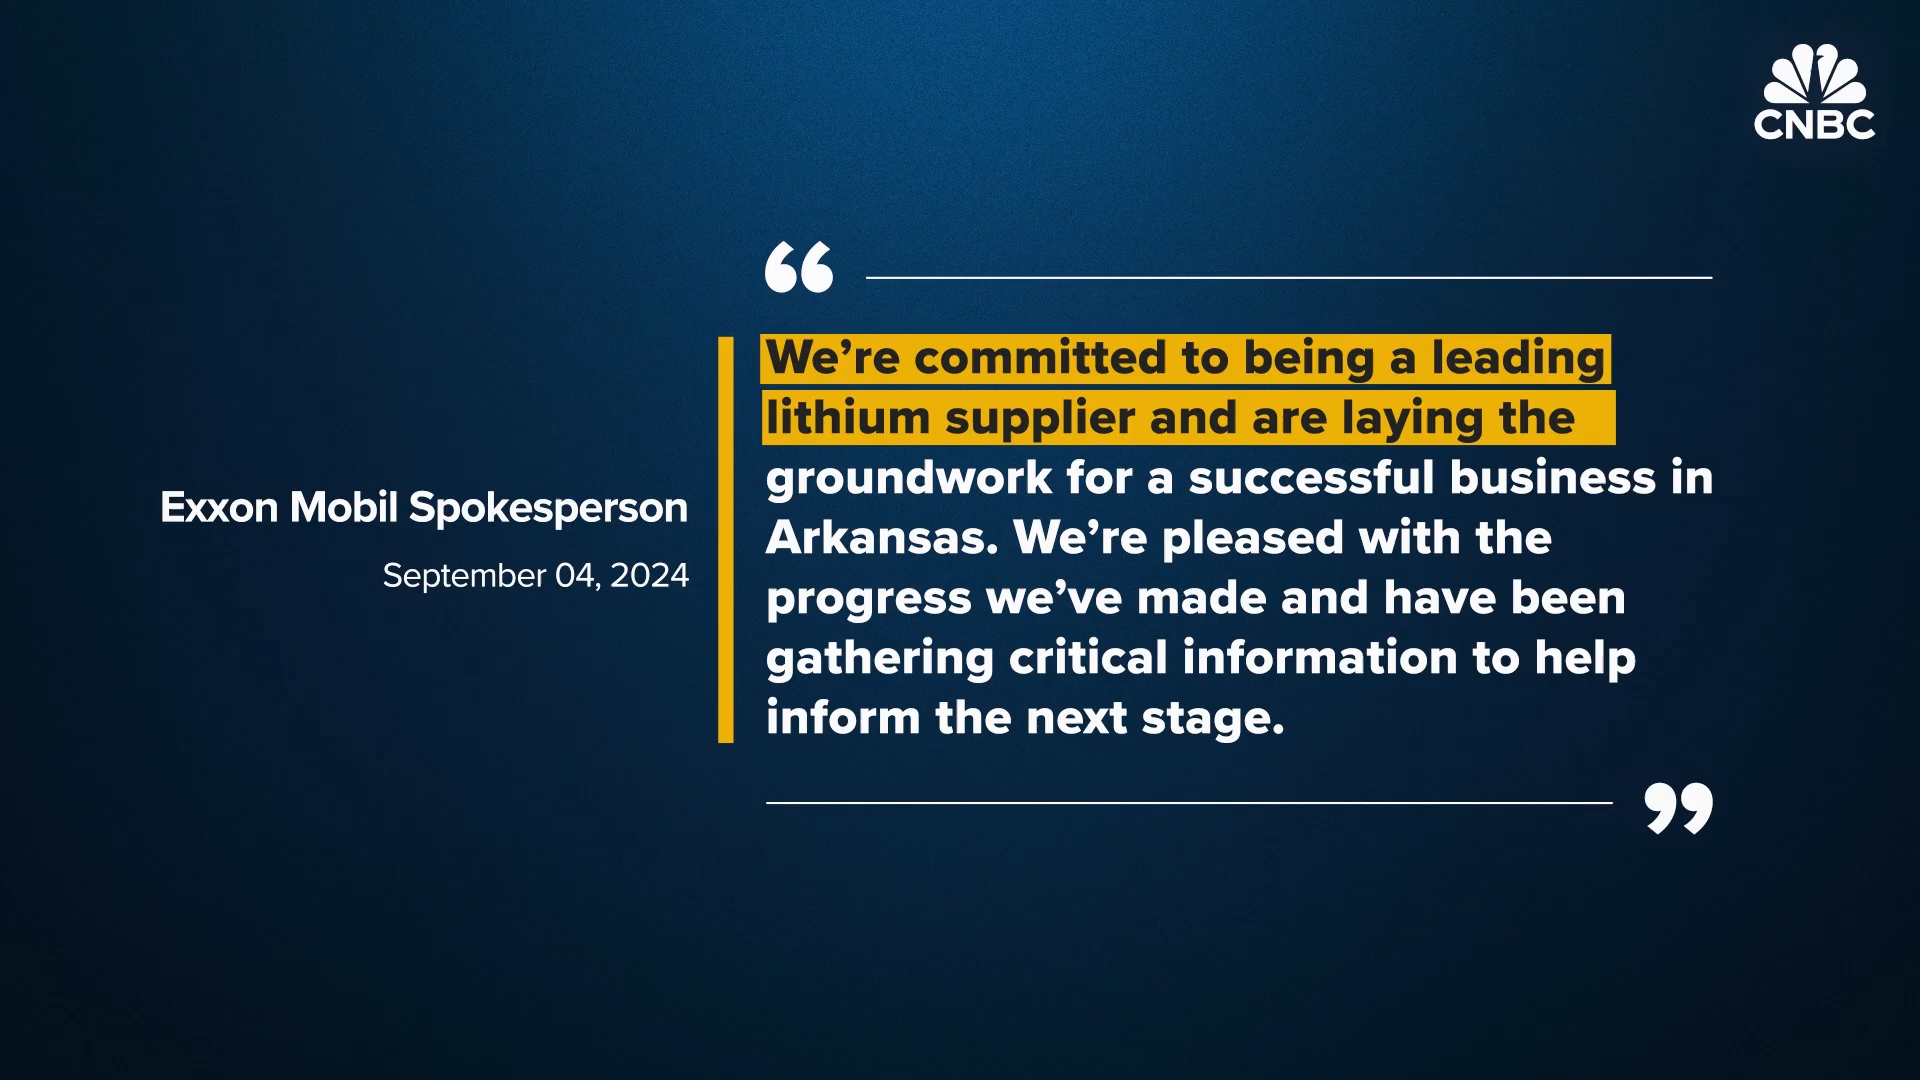 CNBC
“
We’re committed to being a leading
lithium supplier and are laying the
groundwork for a successful business in
Arkansas. We’re pleased with the
progress we’ve made and have been
gathering critical information to help
inform the next stage.
”
Exxon Mobil Spokesperson
September 04, 2024